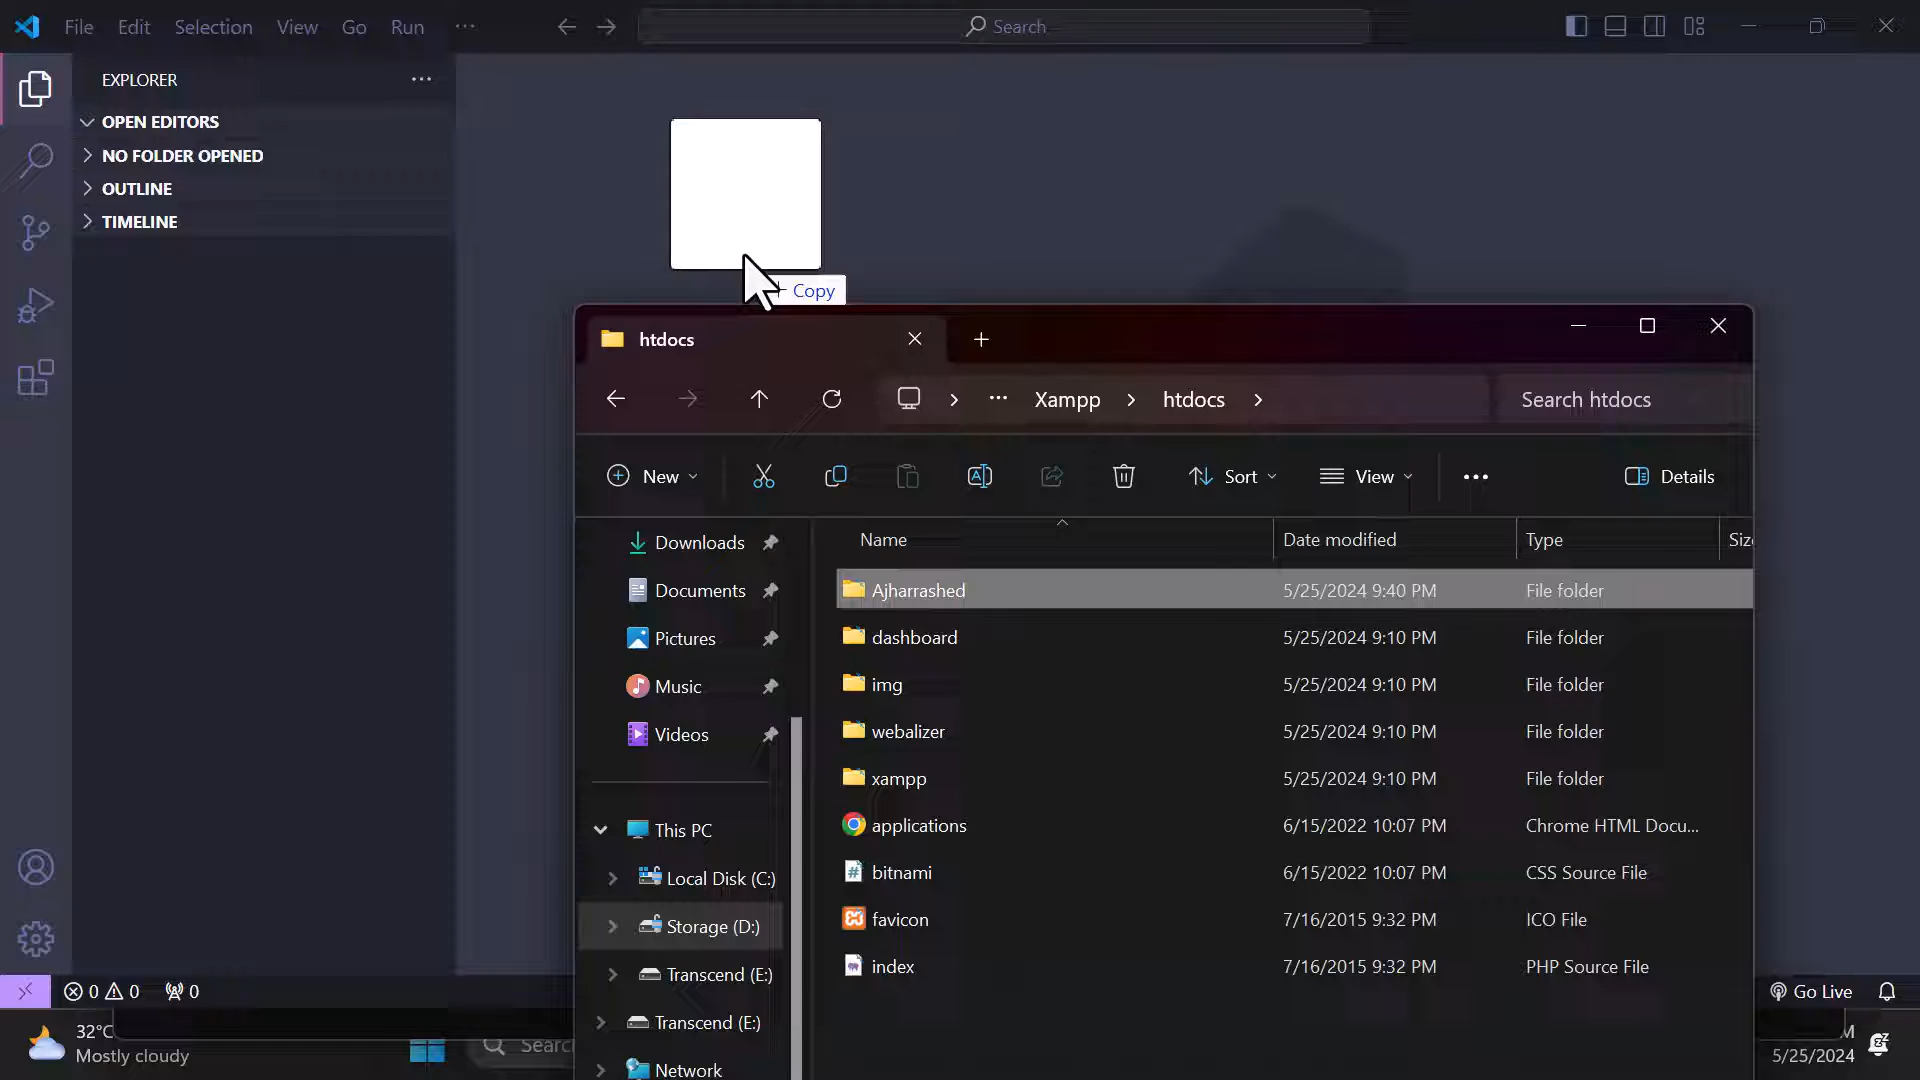 File Edit Selection View Go Run ··· Search
EXPLORER ···
OPEN EDITORS
NO FOLDER OPENED
OUTLINE
TIMELINE
+ Copy
htdocs
··· Xampp > htdocs > Search htdocs
New Sort View ··· Details
Name Date modified Type Size
Downloads
Documents
Pictures
Music
Videos
This PC
Local Disk (C:)
Storage (D:)
Transcend (E:)
Transcend (E:)
Network
Ajharrashed 5/25/2024 9:40 PM File folder
dashboard 5/25/2024 9:10 PM File folder
img 5/25/2024 9:10 PM File folder
webalizer 5/25/2024 9:10 PM File folder
xampp 5/25/2024 9:10 PM File folder
applications 6/15/2022 10:07 PM Chrome HTML Docu...
bitnami 6/15/2022 10:07 PM CSS Source File
favicon 7/16/2015 9:32 PM ICO File
index 7/16/2015 9:32 PM PHP Source File
0 0 0 Go Live
32°C
Mostly cloudy
Search
M
5/25/2024